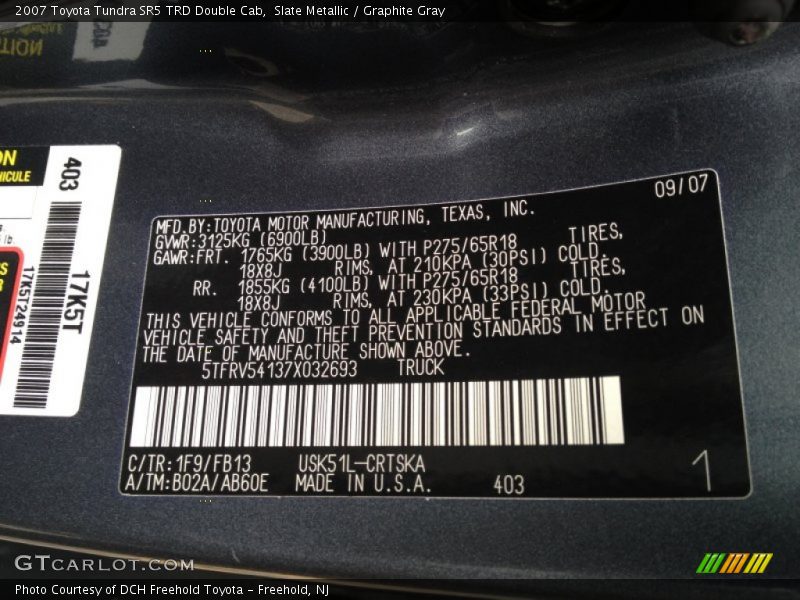 2007 Toyota Tundra SR5 TRD Double Cab, Slate Metallic / Graphite Gray
ON
HICULE
403
17K5T
17K5T24914
09/07
MFD.BY:TOYOTA MOTOR MANUFACTURING, TEXAS, INC.
GVWR:3125KG (6900LB)
GAWR:FRT. 1765KG (3900LB) WITH P275/65R18 TIRES,
18X8J RIMS, AT 210KPA (30PSI) COLD.
RR. 1855KG (4100LB) WITH P275/65R18 TIRES,
18X8J RIMS, AT 230KPA (33PSI) COLD.
THIS VEHICLE CONFORMS TO ALL APPLICABLE FEDERAL MOTOR
VEHICLE SAFETY AND THEFT PREVENTION STANDARDS IN EFFECT ON
THE DATE OF MANUFACTURE SHOWN ABOVE.
5TFRV54137X032693 TRUCK
C/TR:1F9/FB13 USK51L-CRTSKA
A/TM:B02A/AB60E MADE IN U.S.A. 403
1
GTCARLOT.COM
Photo Courtesy of DCH Freehold Toyota - Freehold, NJ